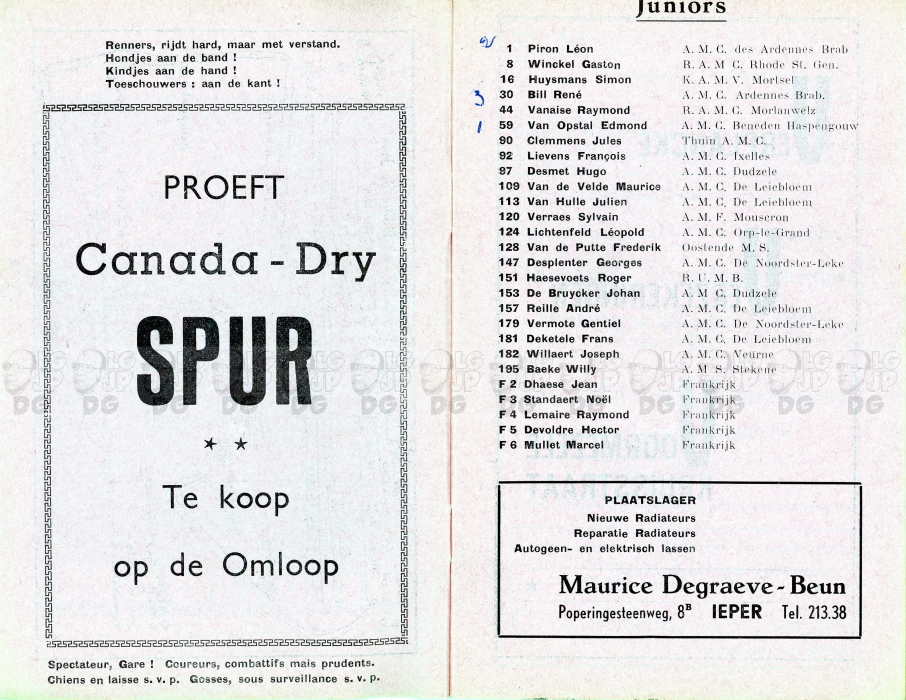 Renners, rijdt hard, maar met verstand.
Hondjes aan de band !
Kindjes aan de hand !
Toeschouwers : aan de kant !
PROEFT
Canada - Dry
SPUR
★ ★
Te koop
op de Omloop
Spectateur, Gare ! Coureurs, combattifs mais prudents.
Chiens en laisse s. v. p. Gosses, sous surveillance s. v. p.
Juniors
1 Piron Léon A. M. C. des Ardennes Brab
8 Winckel Gaston R. A. M C. Rhode St. Gen.
16 Huysmans Simon K. A. M. V. Mortsel
3 30 Bill René A. M. C. Ardennes Brab.
44 Vanaise Raymond R. A. M. C. Morlanwelz
1 59 Van Opstal Edmond A. M. C. Beneden Haspengouw
90 Clemmens Jules Thuin A. M. C.
92 Lievens François A. M. C. Ixelles
97 Desmet Hugo A. M. C. Dudzele
109 Van de Velde Maurice A. M. C. De Leiebloem
113 Van Hulle Julien A. M. C. De Leiebloem
120 Verraes Sylvain A. M. F. Mouscron
124 Lichtenfeld Léopold A. M. C. Orp-le-Grand
128 Van de Putte Frederik Oostende M. S.
147 Desplenter Georges A. M. C. De Noordster-Leke
151 Haesevoets Roger R. U. M. B.
153 De Bruycker Johan A. M C. Dudzele
157 Reille André A. M. C. De Leiebloem
179 Vermote Gentiel A. M. C. De Noordster-Leke
181 Deketele Frans A. M. C. De Leiebloem
182 Willaert Joseph A. M. C. Veurne
195 Baeke Willy A. M S. Stekene
F 2 Dhaese Jean Frankrijk
F 3 Standaert Noël Frankrijk
F 4 Lemaire Raymond Frankrijk
F 5 Devoldre Hector Frankrijk
F 6 Mullet Marcel Frankrijk
PLAATSLAGER
Nieuwe Radiateurs
Reparatie Radiateurs
Autogeen- en elektrisch lassen
Maurice Degraeve - Beun
Poperingesteenweg, 8B IEPER Tel. 213.38